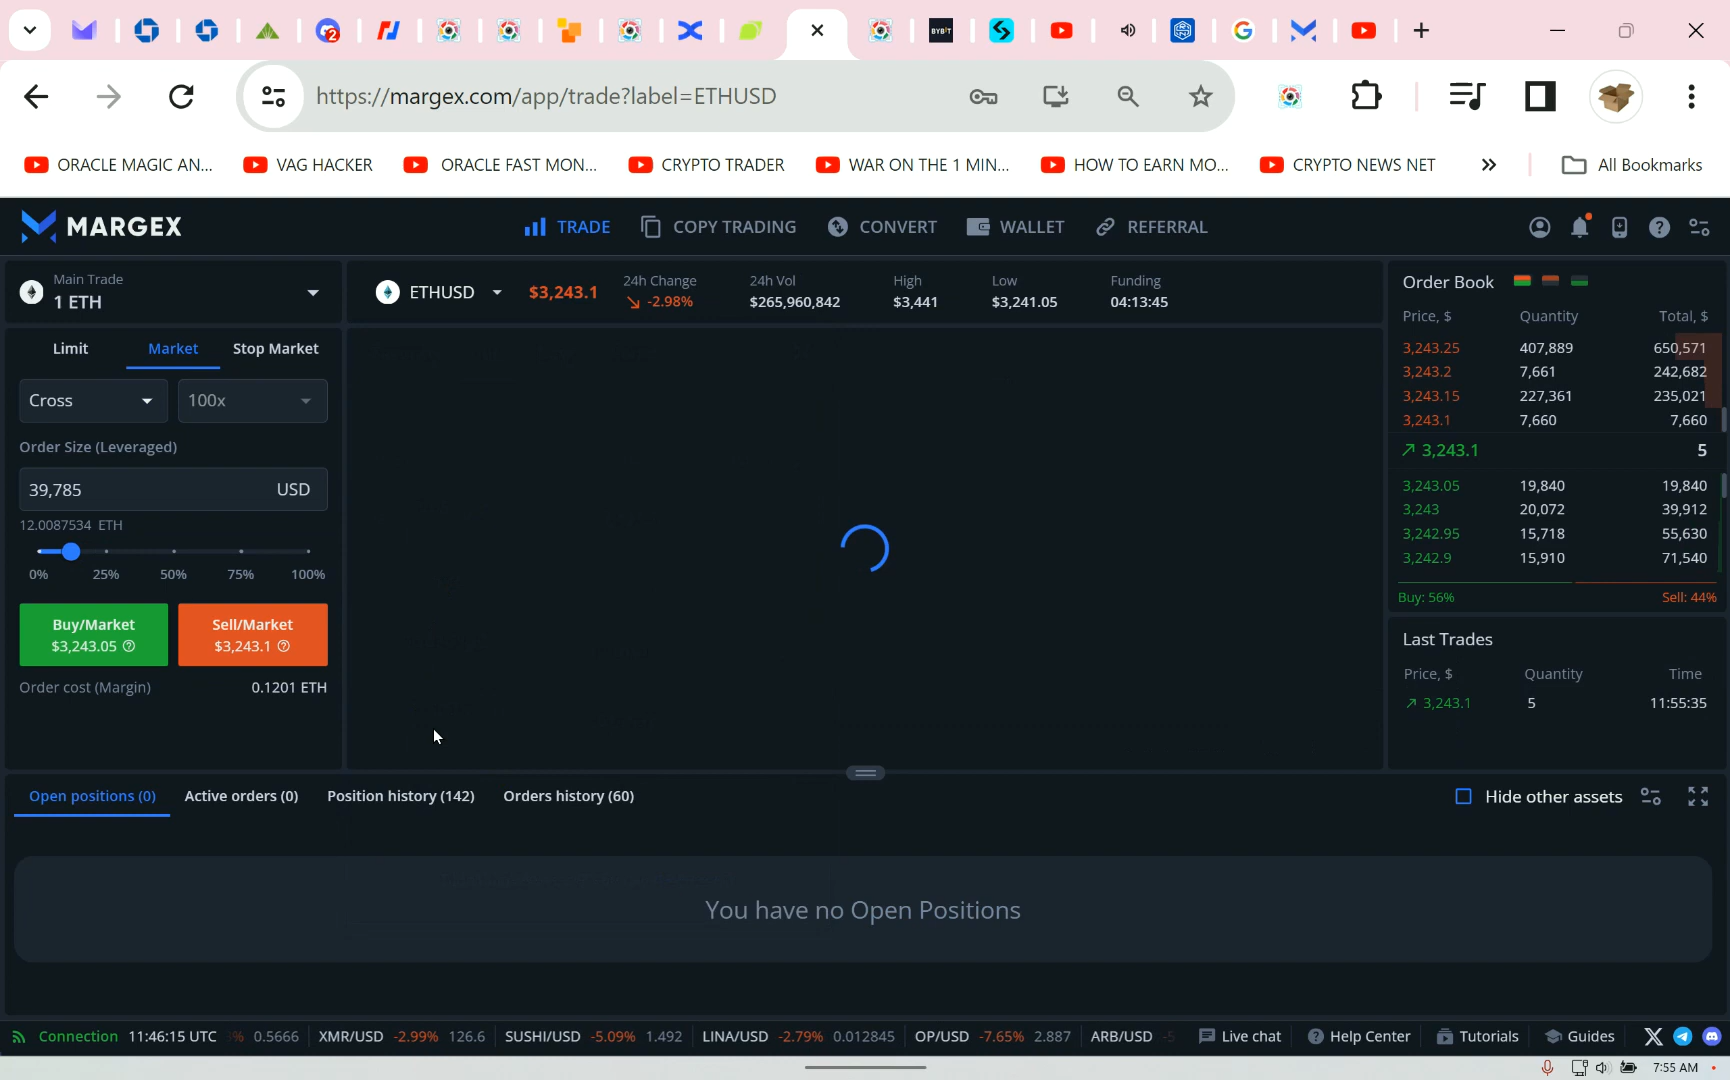 2
BYBIT
https://margex.com/app/trade?label=ETHUSD
ORACLE MAGIC AN... VAG HACKER ORACLE FAST MON... CRYPTO TRADER WAR ON THE 1 MIN... HOW TO EARN MO... CRYPTO NEWS NET » All Bookmarks
MARGEX TRADE COPY TRADING CONVERT WALLET REFERRAL
Main Trade
1 ETH
ETHUSD $3,243.1
24h Change 24h Vol High Low Funding
-2.98% $265,960,842 $3,441 $3,241.05 04:13:45
Limit Market Stop Market
Cross 100x
Order Size (Leveraged)
39,785 USD
12.0087534 ETH
0% 25% 50% 75% 100%
Buy/Market Sell/Market
$3,243.05 $3,243.1
Order cost (Margin) 0.1201 ETH
Order Book
Price, $ Quantity Total, $
3,243.25 407,889 650,571
3,243.2 7,661 242,682
3,243.15 227,361 235,021
3,243.1 7,660 7,660
3,243.1 5
3,243.05 19,840 19,840
3,243 20,072 39,912
3,242.95 15,718 55,630
3,242.9 15,910 71,540
Buy: 56% Sell: 44%
Last Trades
Price, $ Quantity Time
3,243.1 5 11:55:35
Open positions (0) Active orders (0) Position history (142) Orders history (60) Hide other assets
You have no Open Positions
Connection 11:46:15 UTC % 0.5666 XMR/USD -2.99% 126.6 SUSHI/USD -5.09% 1.492 LINA/USD -2.79% 0.012845 OP/USD -7.65% 2.887 ARB/USD Live chat Help Center Tutorials Guides
7:55 AM